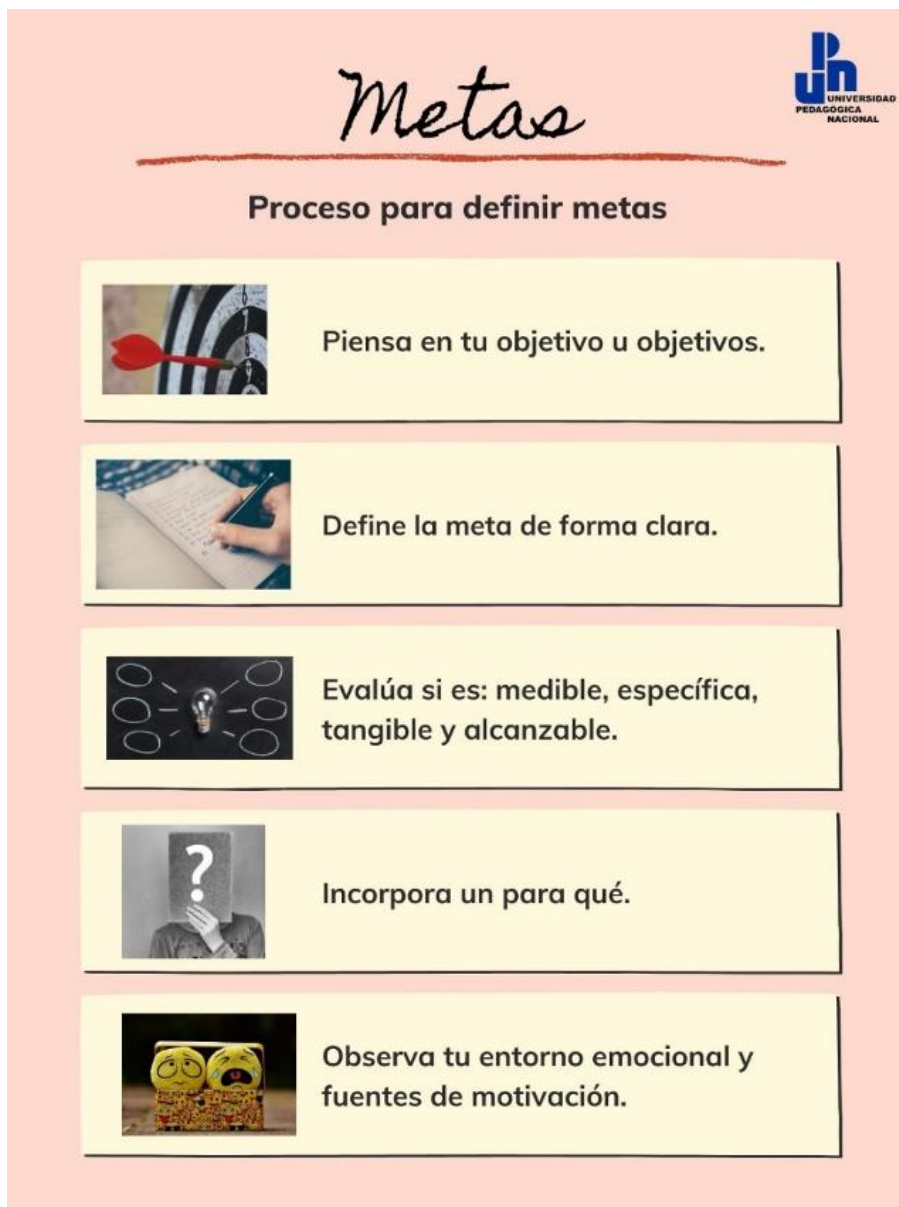 Metas
UNIVERSIDAD
PEDAGÓGICA
NACIONAL
Proceso para definir metas
Piensa en tu objetivo u objetivos.
Define la meta de forma clara.
Evalúa si es: medible, específica,
tangible y alcanzable.
?
Incorpora un para qué.
Observa tu entorno emocional y
fuentes de motivación.